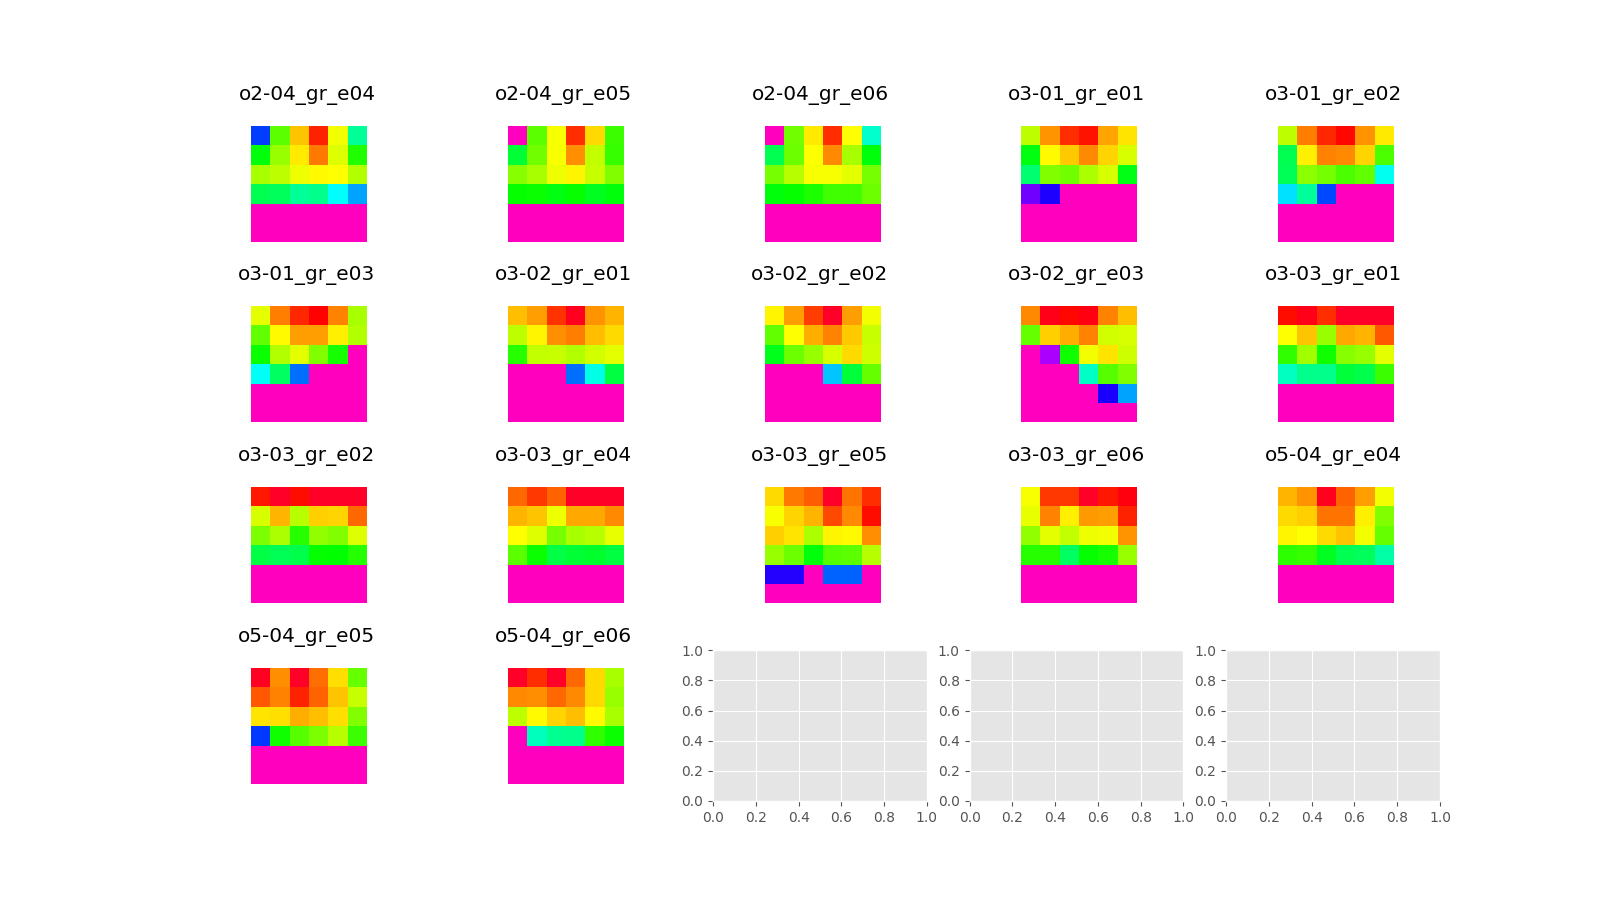 o2-04_gr_e04 o2-04_gr_e05 o2-04_gr_e06 o3-01_gr_e01 o3-01_gr_e02
o3-01_gr_e03 o3-02_gr_e01 o3-02_gr_e02 o3-02_gr_e03 o3-03_gr_e01
o3-03_gr_e02 o3-03_gr_e04 o3-03_gr_e05 o3-03_gr_e06 o5-04_gr_e04
o5-04_gr_e05 o5-04_gr_e06
1.0 1.0 1.0
0.8 0.8 0.8
0.6 0.6 0.6
0.4 0.4 0.4
0.2 0.2 0.2
0.0 0.0 0.0
0.0 0.2 0.4 0.6 0.8 1.0 0.0 0.2 0.4 0.6 0.8 1.0 0.0 0.2 0.4 0.6 0.8 1.0